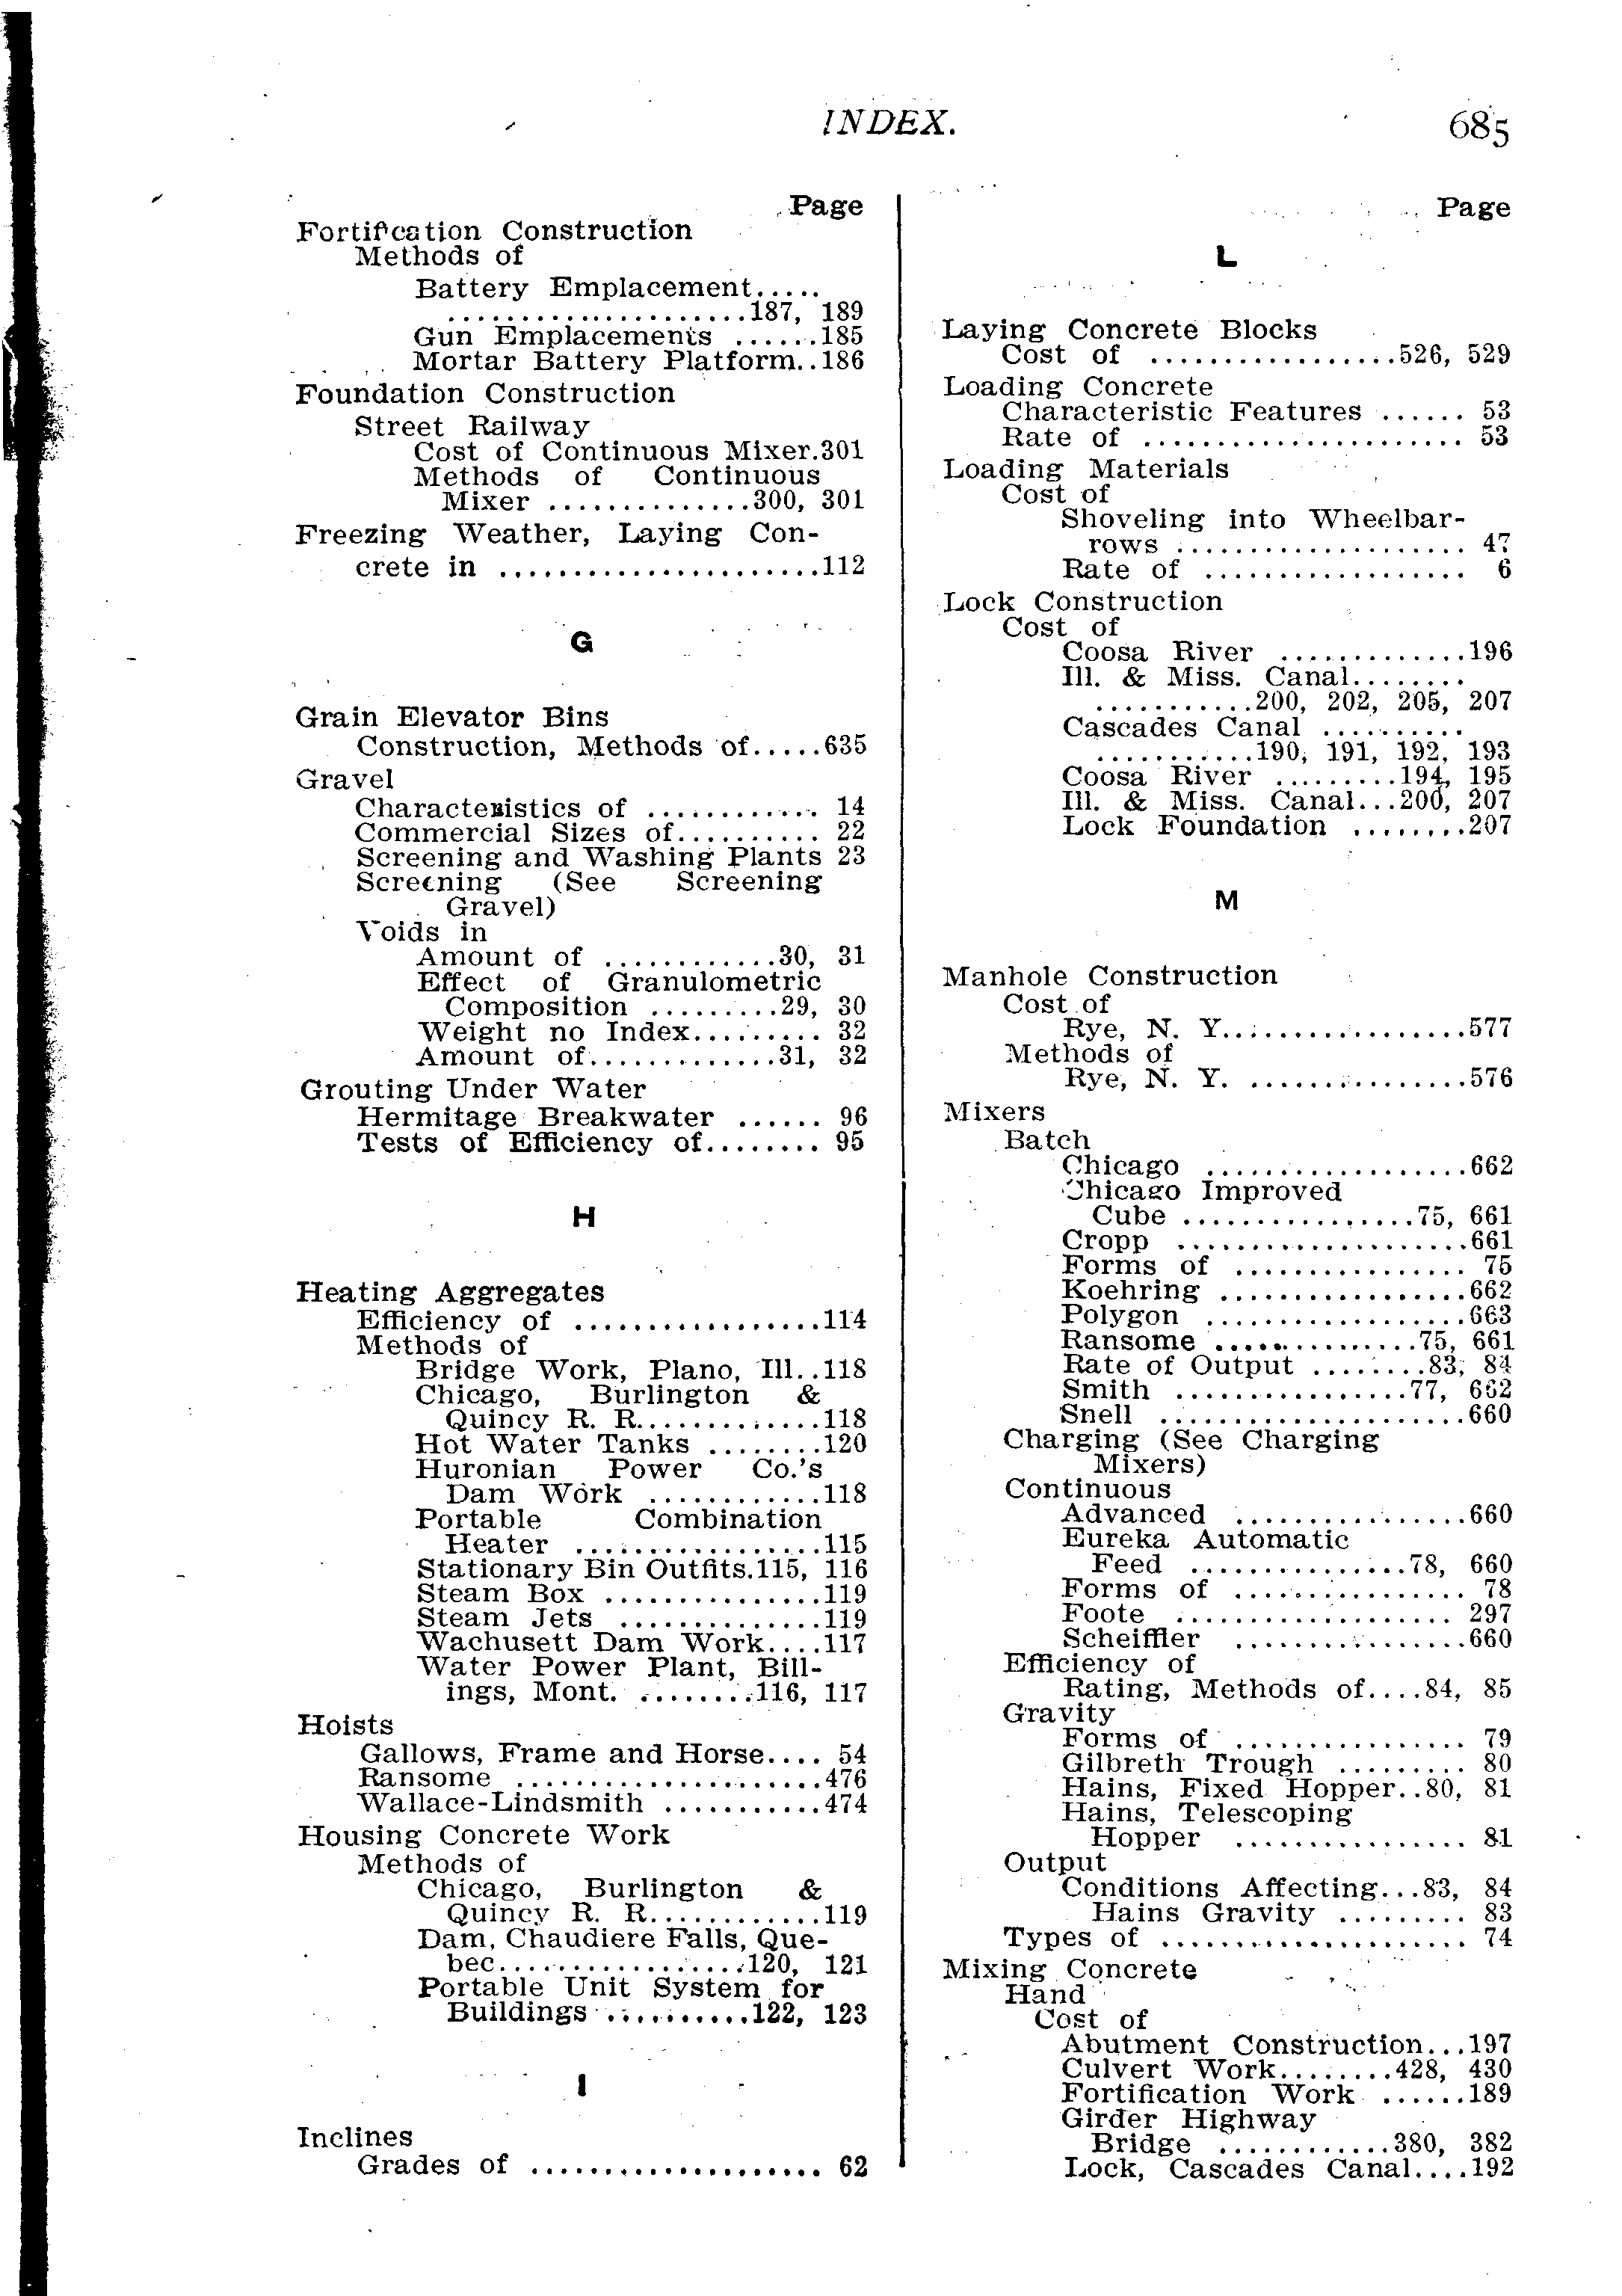 INDEX.
685
Page
Fortification Construction
Methods of
Battery Emplacement.....
.....................187, 189
Gun Emplacements ......185
Mortar Battery Platform..186
Foundation Construction
Street Railway
Cost of Continuous Mixer.301
Methods of Continuous
Mixer ..............300, 301
Freezing Weather, Laying Con-
crete in ......................112
G
Grain Elevator Bins
Construction, Methods of.....635
Gravel
Characteristics of ............ 14
Commercial Sizes of.......... 22
Screening and Washing Plants 23
Screening (See Screening
Gravel)
Voids in
Amount of ............30, 31
Effect of Granulometric
Composition .........29, 30
Weight no Index......... 32
Amount of.............31, 32
Grouting Under Water
Hermitage Breakwater ...... 96
Tests of Efficiency of........ 95
H
Heating Aggregates
Efficiency of .................114
Methods of
Bridge Work, Plano, Ill..118
Chicago, Burlington &
Quincy R. R.............118
Hot Water Tanks ........120
Huronian Power Co.'s
Dam Work ............118
Portable Combination
Heater .................115
Stationary Bin Outfits.115, 116
Steam Box ...............119
Steam Jets ..............119
Wachusett Dam Work....117
Water Power Plant, Bill-
ings, Mont. ........116, 117
Hoists
Gallows, Frame and Horse.... 54
Ransome .....................476
Wallace-Lindsmith ...........474
Housing Concrete Work
Methods of
Chicago, Burlington &
Quincy R. R............119
Dam, Chaudiere Falls, Que-
bec.................120, 121
Portable Unit System for
Buildings ..........122, 123
I
Inclines
Grades of .................... 62
Page
L
Laying Concrete Blocks
Cost of .................526, 529
Loading Concrete
Characteristic Features ...... 53
Rate of ...................... 53
Loading Materials
Cost of
Shoveling into Wheelbar-
rows .................... 47
Rate of .................. 6
Lock Construction
Cost of
Coosa River .............196
Ill. & Miss. Canal........
...........200, 202, 205, 207
Cascades Canal ..........
...........190, 191, 192, 193
Coosa River .........194, 195
Ill. & Miss. Canal...200, 207
Lock Foundation ........207
M
Manhole Construction
Cost of
Rye, N. Y.................577
Methods of
Rye, N. Y. ...............576
Mixers
Batch
Chicago ..................662
Chicago Improved
Cube ................75, 661
Cropp ....................661
Forms of ................ 75
Koehring .................662
Polygon ..................663
Ransome ..............75, 661
Rate of Output ........83, 84
Smith ................77, 662
Snell .....................660
Charging (See Charging
Mixers)
Continuous
Advanced ................660
Eureka Automatic
Feed ...............78, 660
Forms of ................ 78
Foote ................... 297
Scheiffler ................660
Efficiency of
Rating, Methods of....84, 85
Gravity
Forms of ................ 79
Gilbreth Trough ......... 80
Hains, Fixed Hopper..80, 81
Hains, Telescoping
Hopper ................ 81
Output
Conditions Affecting...83, 84
Hains Gravity ......... 83
Types of ..................... 74
Mixing Concrete
Hand
Cost of
Abutment Construction...197
Culvert Work........428, 430
Fortification Work ......189
Girder Highway
Bridge ............380, 382
Lock, Cascades Canal....192